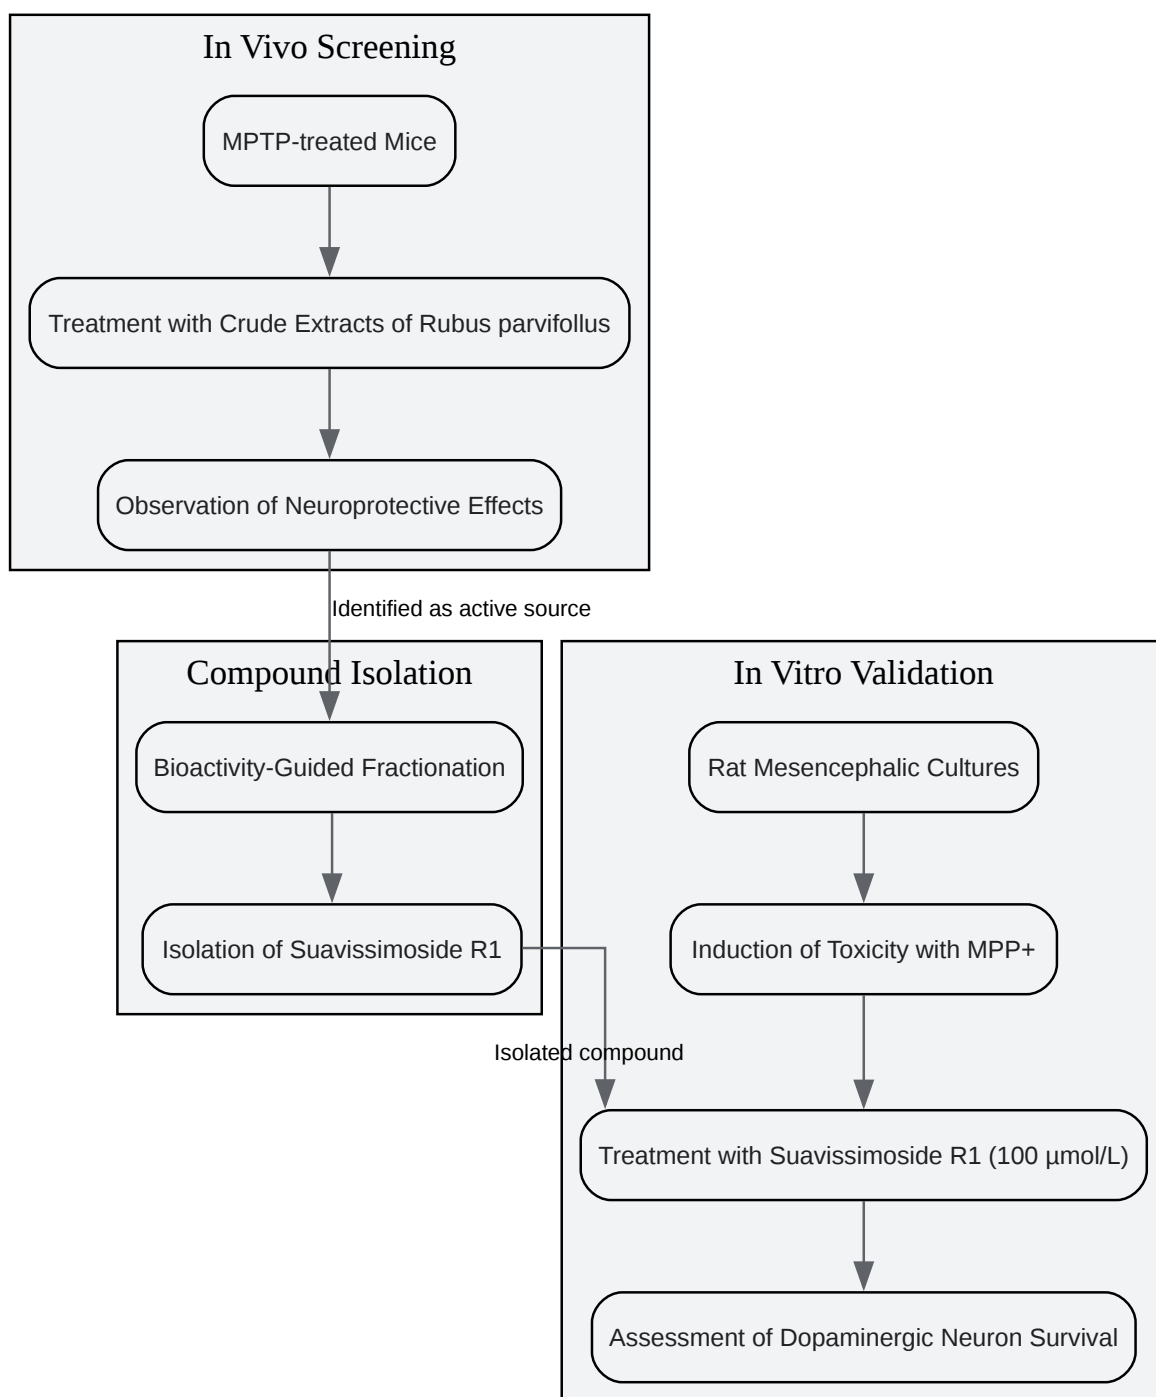 In Vivo Screening
MPTP-treated Mice
Treatment with Crude Extracts of Rubus parvifollus
Observation of Neuroprotective Effects
Identified as active source
Compound Isolation
Bioactivity-Guided Fractionation
Isolation of Suavissimoside R1
Isolated compound
In Vitro Validation
Rat Mesencephalic Cultures
Induction of Toxicity with MPP+
Treatment with Suavissimoside R1 (100 µmol/L)
Assessment of Dopaminergic Neuron Survival